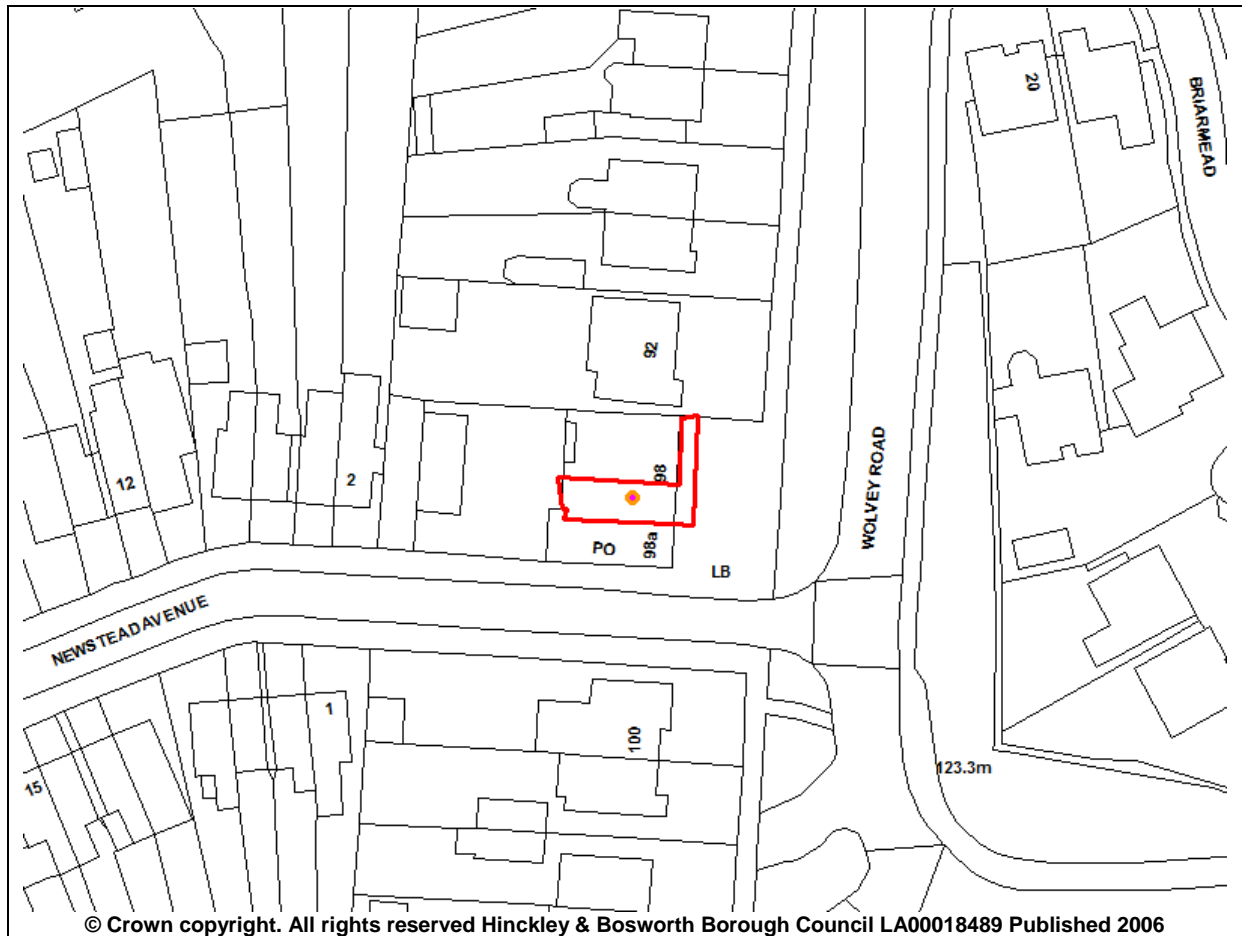 20
BRIARMEAD
92
WOLVEY ROAD
98
2
12
PO
98a
LB
NEWSTEAD AVENUE
1
100
123.3m
15
© Crown copyright. All rights reserved Hinckley & Bosworth Borough Council LA00018489 Published 2006